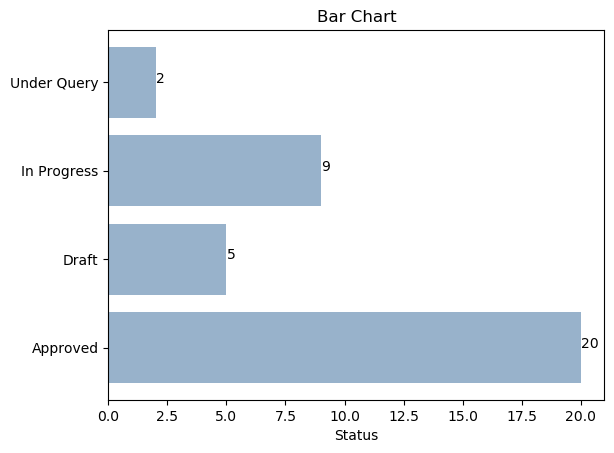 Bar Chart
Under Query
2
In Progress
9
Draft
5
Approved
20
0.0 2.5 5.0 7.5 10.0 12.5 15.0 17.5 20.0
Status